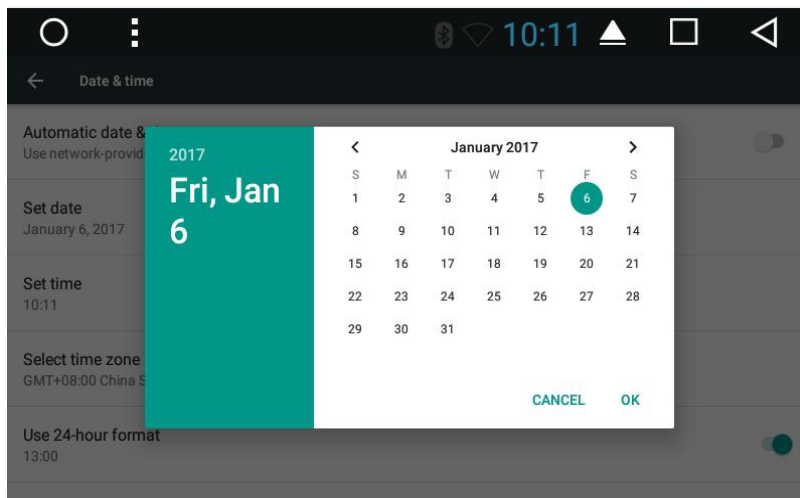 10:11
Date & time
Automatic date &
Use network-provid
Set date
January 6, 2017
Set time
10:11
Select time zone
GMT+08:00 China S
Use 24-hour format
13:00
2017
Fri, Jan
6
January 2017
S M T W T F S
1 2 3 4 5 6 7
8 9 10 11 12 13 14
15 16 17 18 19 20 21
22 23 24 25 26 27 28
29 30 31
CANCEL OK